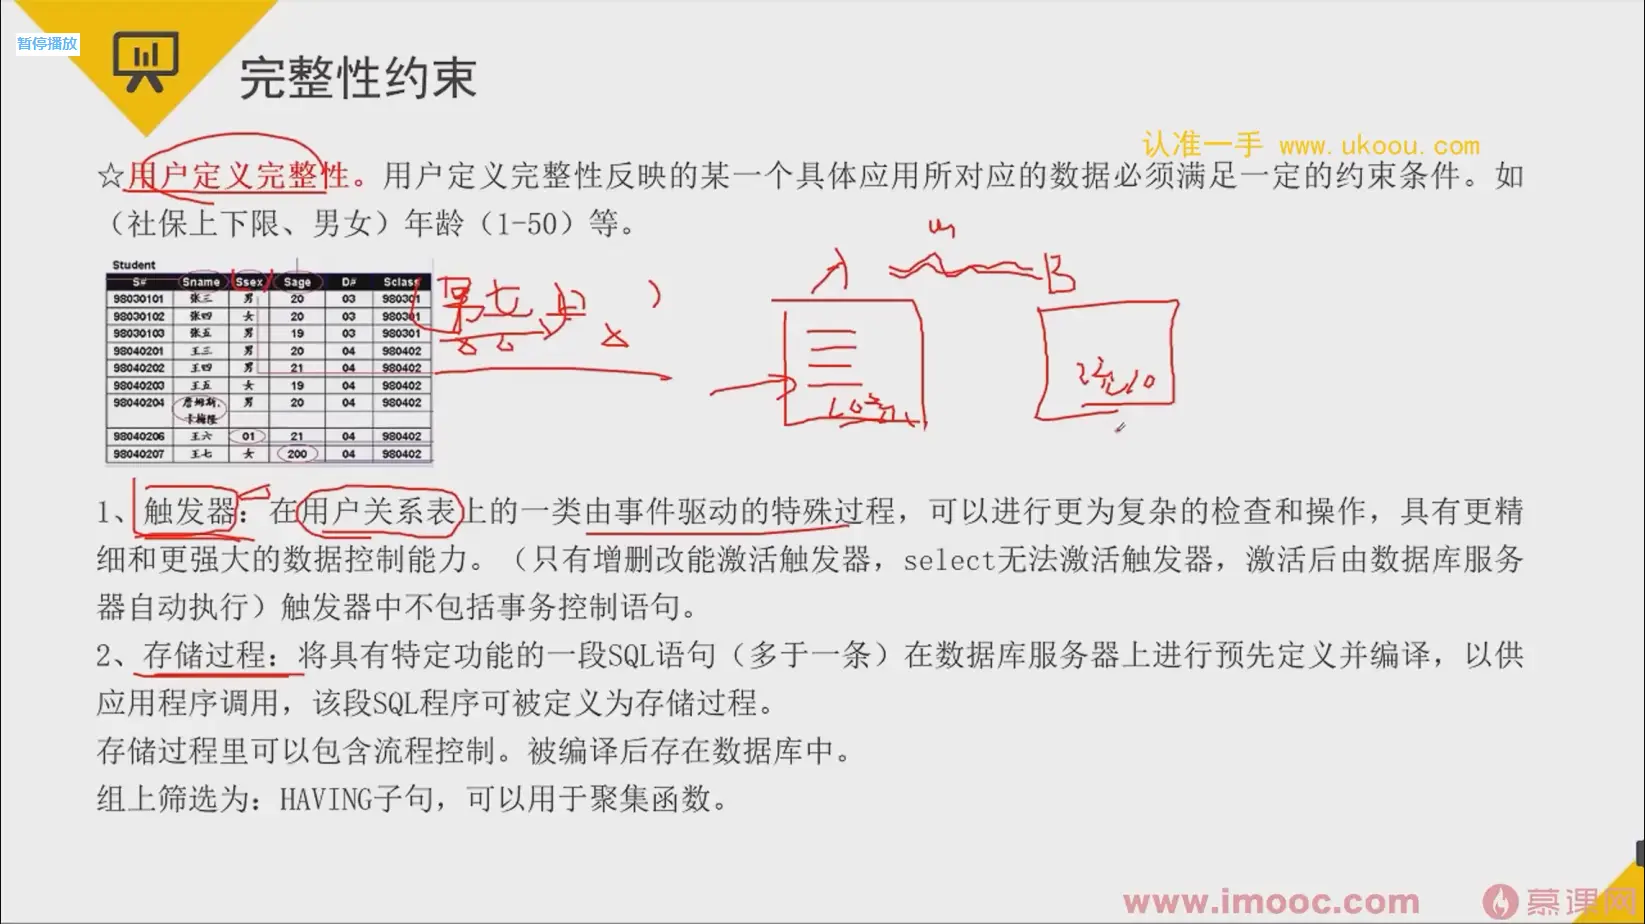 暂停播放
完整性约束
认准一手 www.ukoou.com
☆用户定义完整性。用户定义完整性反映的某一个具体应用所对应的数据必须满足一定的约束条件。如
（社保上下限、男女）年龄（1-50）等。
Student
S# Sname Ssex Sage D# Sclass
98030101 张三 男 20 03 980301
98030102 张四 女 20 03 980301
98030103 张五 男 19 03 980301
98040201 王三 男 20 04 980402
98040202 王四 男 21 04 980402
98040203 王五 女 19 04 980402
98040204 詹姆斯. 男 20 04 980402
卡梅隆
98040206 王六 01 21 04 980402
98040207 王七 女 200 04 980402
男 女
B
1、触发器：在用户关系表上的一类由事件驱动的特殊过程，可以进行更为复杂的检查和操作，具有更精
细和更强大的数据控制能力。（只有增删改能激活触发器，select无法激活触发器，激活后由数据库服务
器自动执行）触发器中不包括事务控制语句。
2、存储过程：将具有特定功能的一段SQL语句（多于一条）在数据库服务器上进行预先定义并编译，以供
应用程序调用，该段SQL程序可被定义为存储过程。
存储过程里可以包含流程控制。被编译后存在数据库中。
组上筛选为：HAVING子句，可以用于聚集函数。
www.imooc.com 慕课网